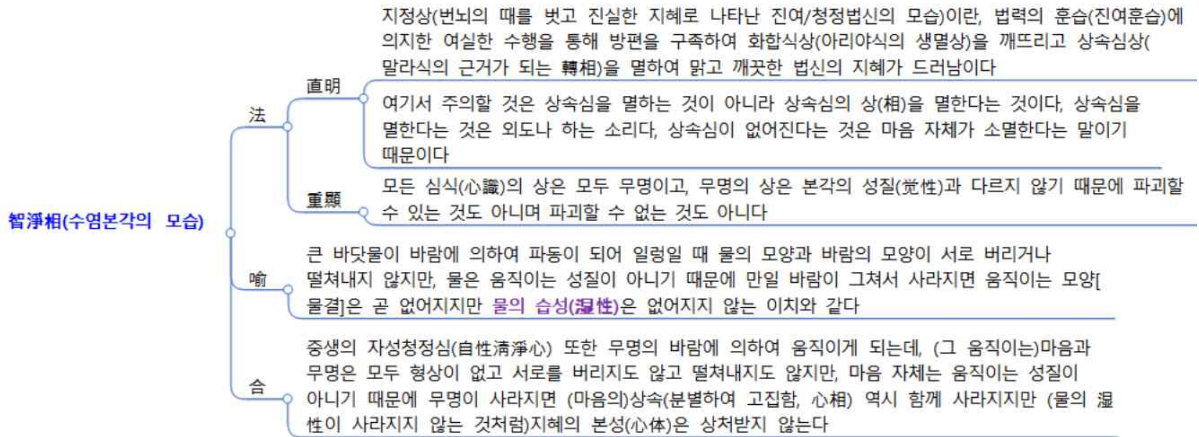 지정상(번뇌의 때를 벗고 진실한 지혜로 나타난 진여/청정법신의 모습)이란, 법력의 훈습(진여훈습)에
의지한 여실한 수행을 통해 방편을 구족하여 화합식상(아리야식의 생멸상)을 깨뜨리고 상속심상(
말라식의 근거가 되는 轉相)을 멸하여 맑고 깨끗한 법신의 지혜가 드러남이다
直明
여기서 주의할 것은 상속심을 멸하는 것이 아니라 상속심의 상(相)을 멸한다는 것이다, 상속심을
멸한다는 것은 외도나 하는 소리다, 상속심이 없어진다는 것은 마음 자체가 소멸한다는 말이기
때문이다
法
重顯
모든 심식(心識)의 상은 모두 무명이고, 무명의 상은 본각의 성질(覚性)과 다르지 않기 때문에 파괴할
수 있는 것도 아니며 파괴할 수 없는 것도 아니다
智淨相(수염본각의 모습)
큰 바닷물이 바람에 의하여 파동이 되어 일렁일 때 물의 모양과 바람의 모양이 서로 버리거나
떨쳐내지 않지만, 물은 움직이는 성질이 아니기 때문에 만일 바람이 그쳐서 사라지면 움직이는 모양[
喻
물결]은 곧 없어지지만 물의 습성(湿性)은 없어지지 않는 이치와 같다
중생의 자성청정심(自性淸淨心) 또한 무명의 바람에 의하여 움직이게 되는데, (그 움직이는)마음과
무명은 모두 형상이 없고 서로를 버리지도 않고 떨쳐내지도 않지만, 마음 자체는 움직이는 성질이
合
아니기 때문에 무명이 사라지면 (마음의)상속(분별하여 고집함, 心相) 역시 함께 사라지지만 (물의 湿
性이 사라지지 않는 것처럼)지혜의 본성(心体)은 상처받지 않는다